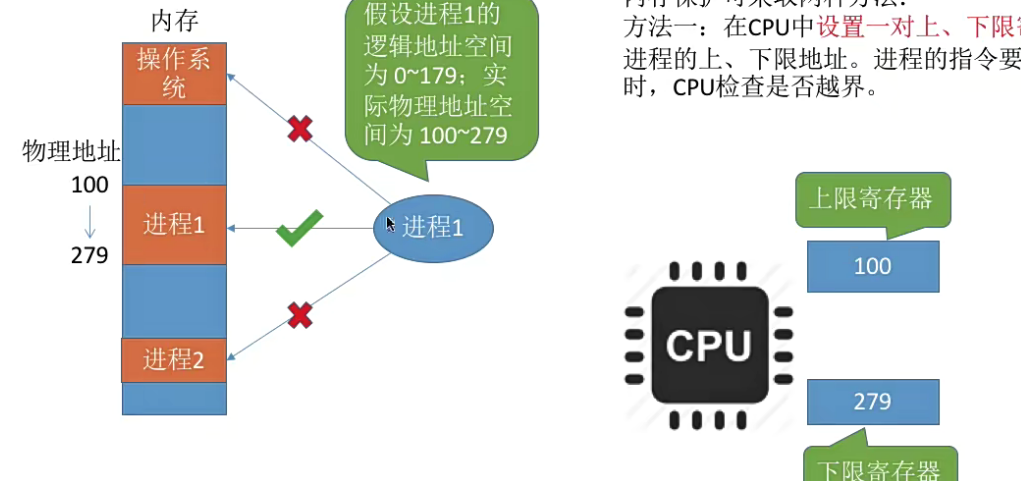 内存
操作系
统
物理地址
100
279
进程1
进程2
假设进程1的
逻辑地址空间
为 0~179；实
际物理地址空
间为 100~279
进程1
方法一：在CPU中设置一对上、下限
进程的上、下限地址。进程的指令要
时，CPU检查是否越界。
上限寄存器
100
CPU
279
下限寄存器